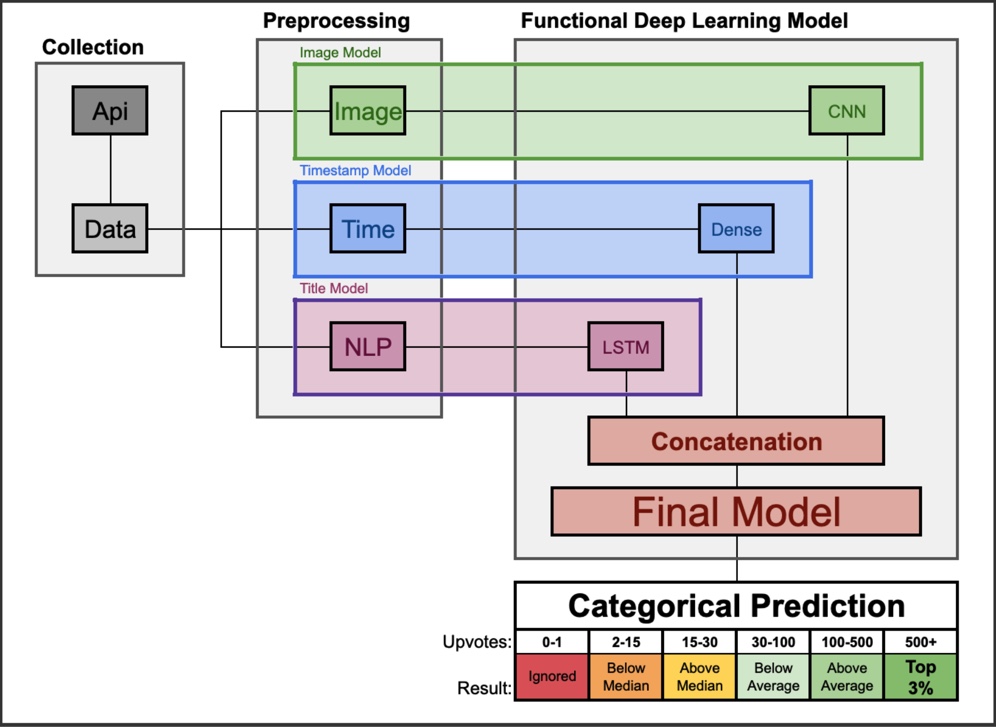 Collection
Preprocessing
Functional Deep Learning Model
Image Model
Api
Image
CNN
Timestamp Model
Data
Time
Dense
Title Model
NLP
LSTM
Concatenation
Final Model
Categorical Prediction
Upvotes: 0-1 2-15 15-30 30-100 100-500 500+
Result:
Ignored
Below
Median
Above
Median
Below
Average
Above
Average
Top
3%